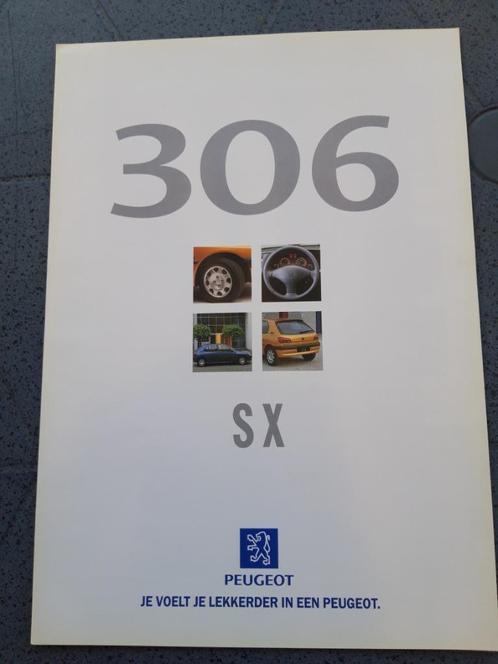 306
SX
PEUGEOT
JE VOELT JE LEKKERDER IN EEN PEUGEOT.